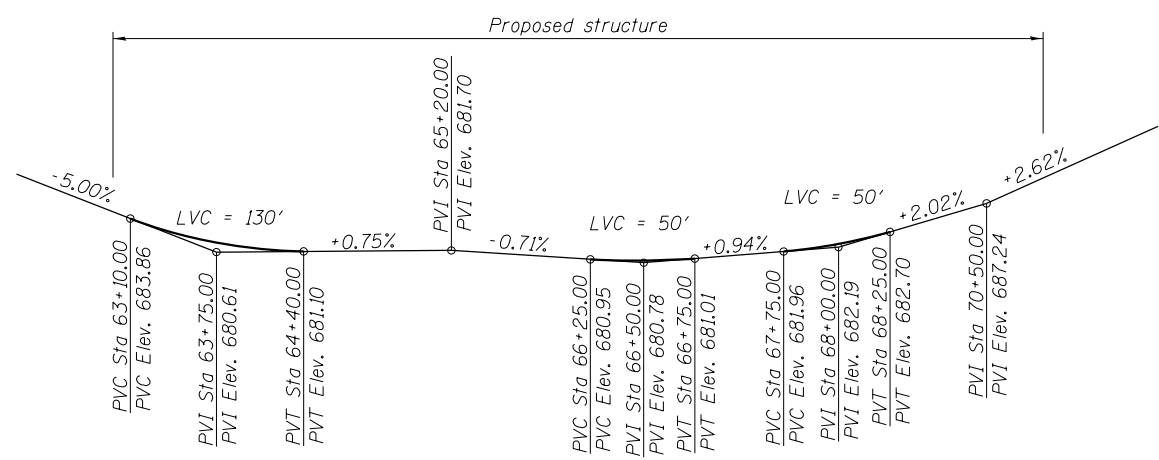 Proposed structure
-5.00%
LVC = 130'
+0.75%
-0.71%
LVC = 50'
+0.94%
LVC = 50'
+2.02%
+2.62%
PVC Sta 63+10.00
PVC Elev. 683.86
PVI Sta 63+75.00
PVI Elev. 680.61
PVT Sta 64+40.00
PVT Elev. 681.10
PVI Sta 65+20.00
PVI Elev. 681.70
PVC Sta 66+25.00
PVC Elev. 680.95
PVI Sta 66+50.00
PVI Elev. 680.78
PVT Sta 66+75.00
PVT Elev. 681.01
PVC Sta 67+75.00
PVC Elev. 681.96
PVI Sta 68+00.00
PVI Elev. 682.19
PVT Sta 68+25.00
PVT Elev. 682.70
PVI Sta 70+50.00
PVI Elev. 687.24